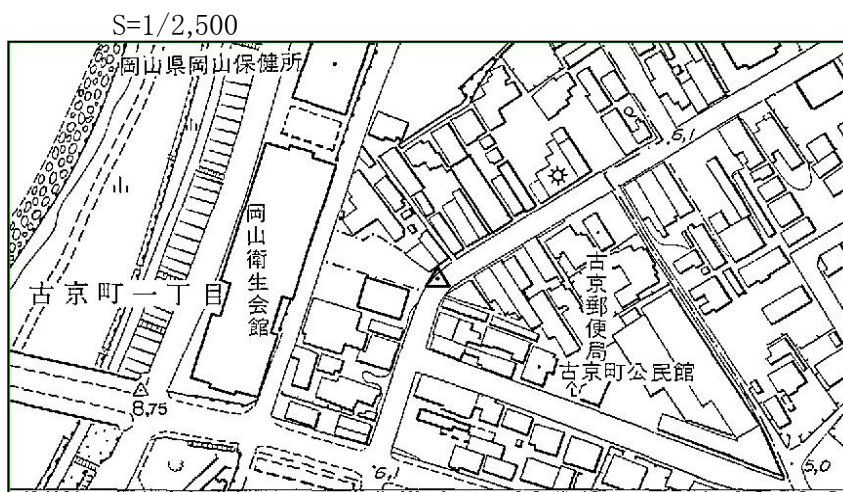 S=1/2,500
岡山県岡山保健所
6,1
岡山衛生会館
古京町一丁目
古京郵便局
古京町公民館
8,75
6,1
5,0